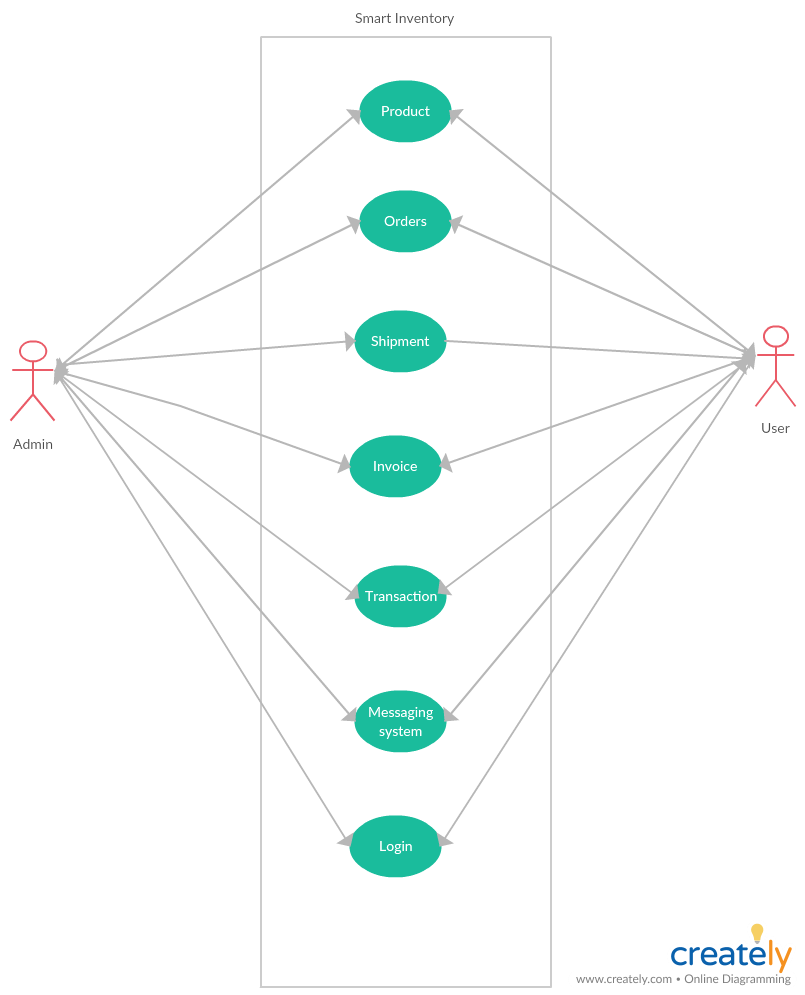 Smart Inventory
Product
Orders
Shipment
Admin
User
Invoice
Transaction
Messaging
system
Login
creately
www.creately.com • Online Diagramming